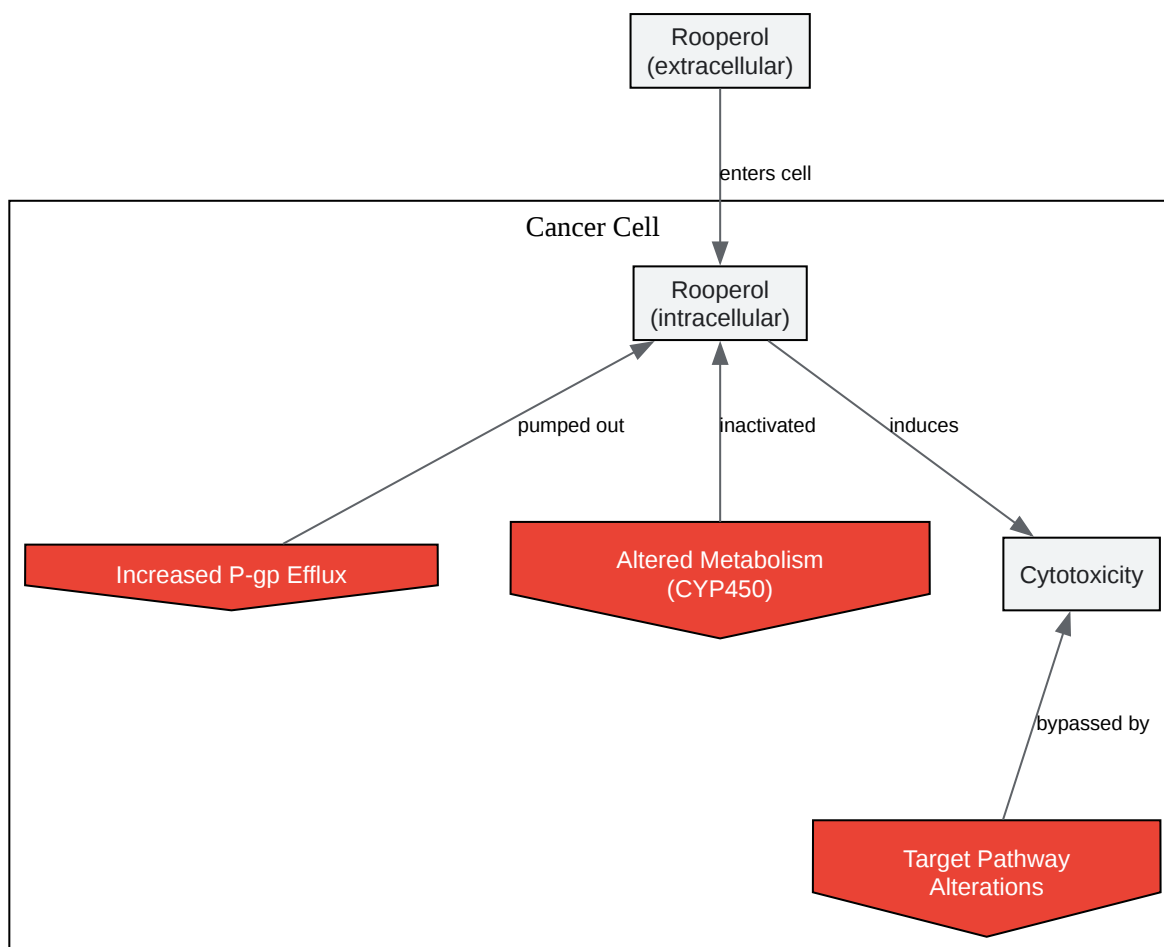 Rooperol
(extracellular)
enters cell
Cancer Cell
Rooperol
(intracellular)
pumped out
inactivated
induces
Increased P-gp Efflux
Altered Metabolism
(CYP450)
Cytotoxicity
bypassed by
Target Pathway
Alterations